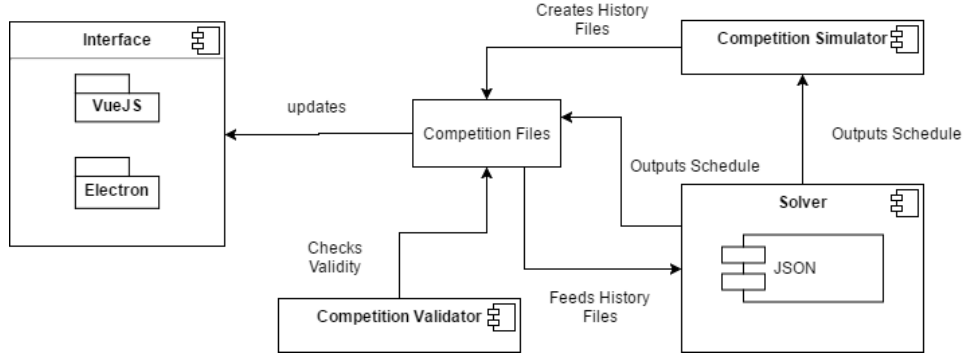 Creates History
Files
Interface
Competition Simulator
VueJS
updates
Competition Files
Outputs Schedule
Outputs Schedule
Electron
Solver
Checks
Validity
JSON
Feeds History
Files
Competition Validator